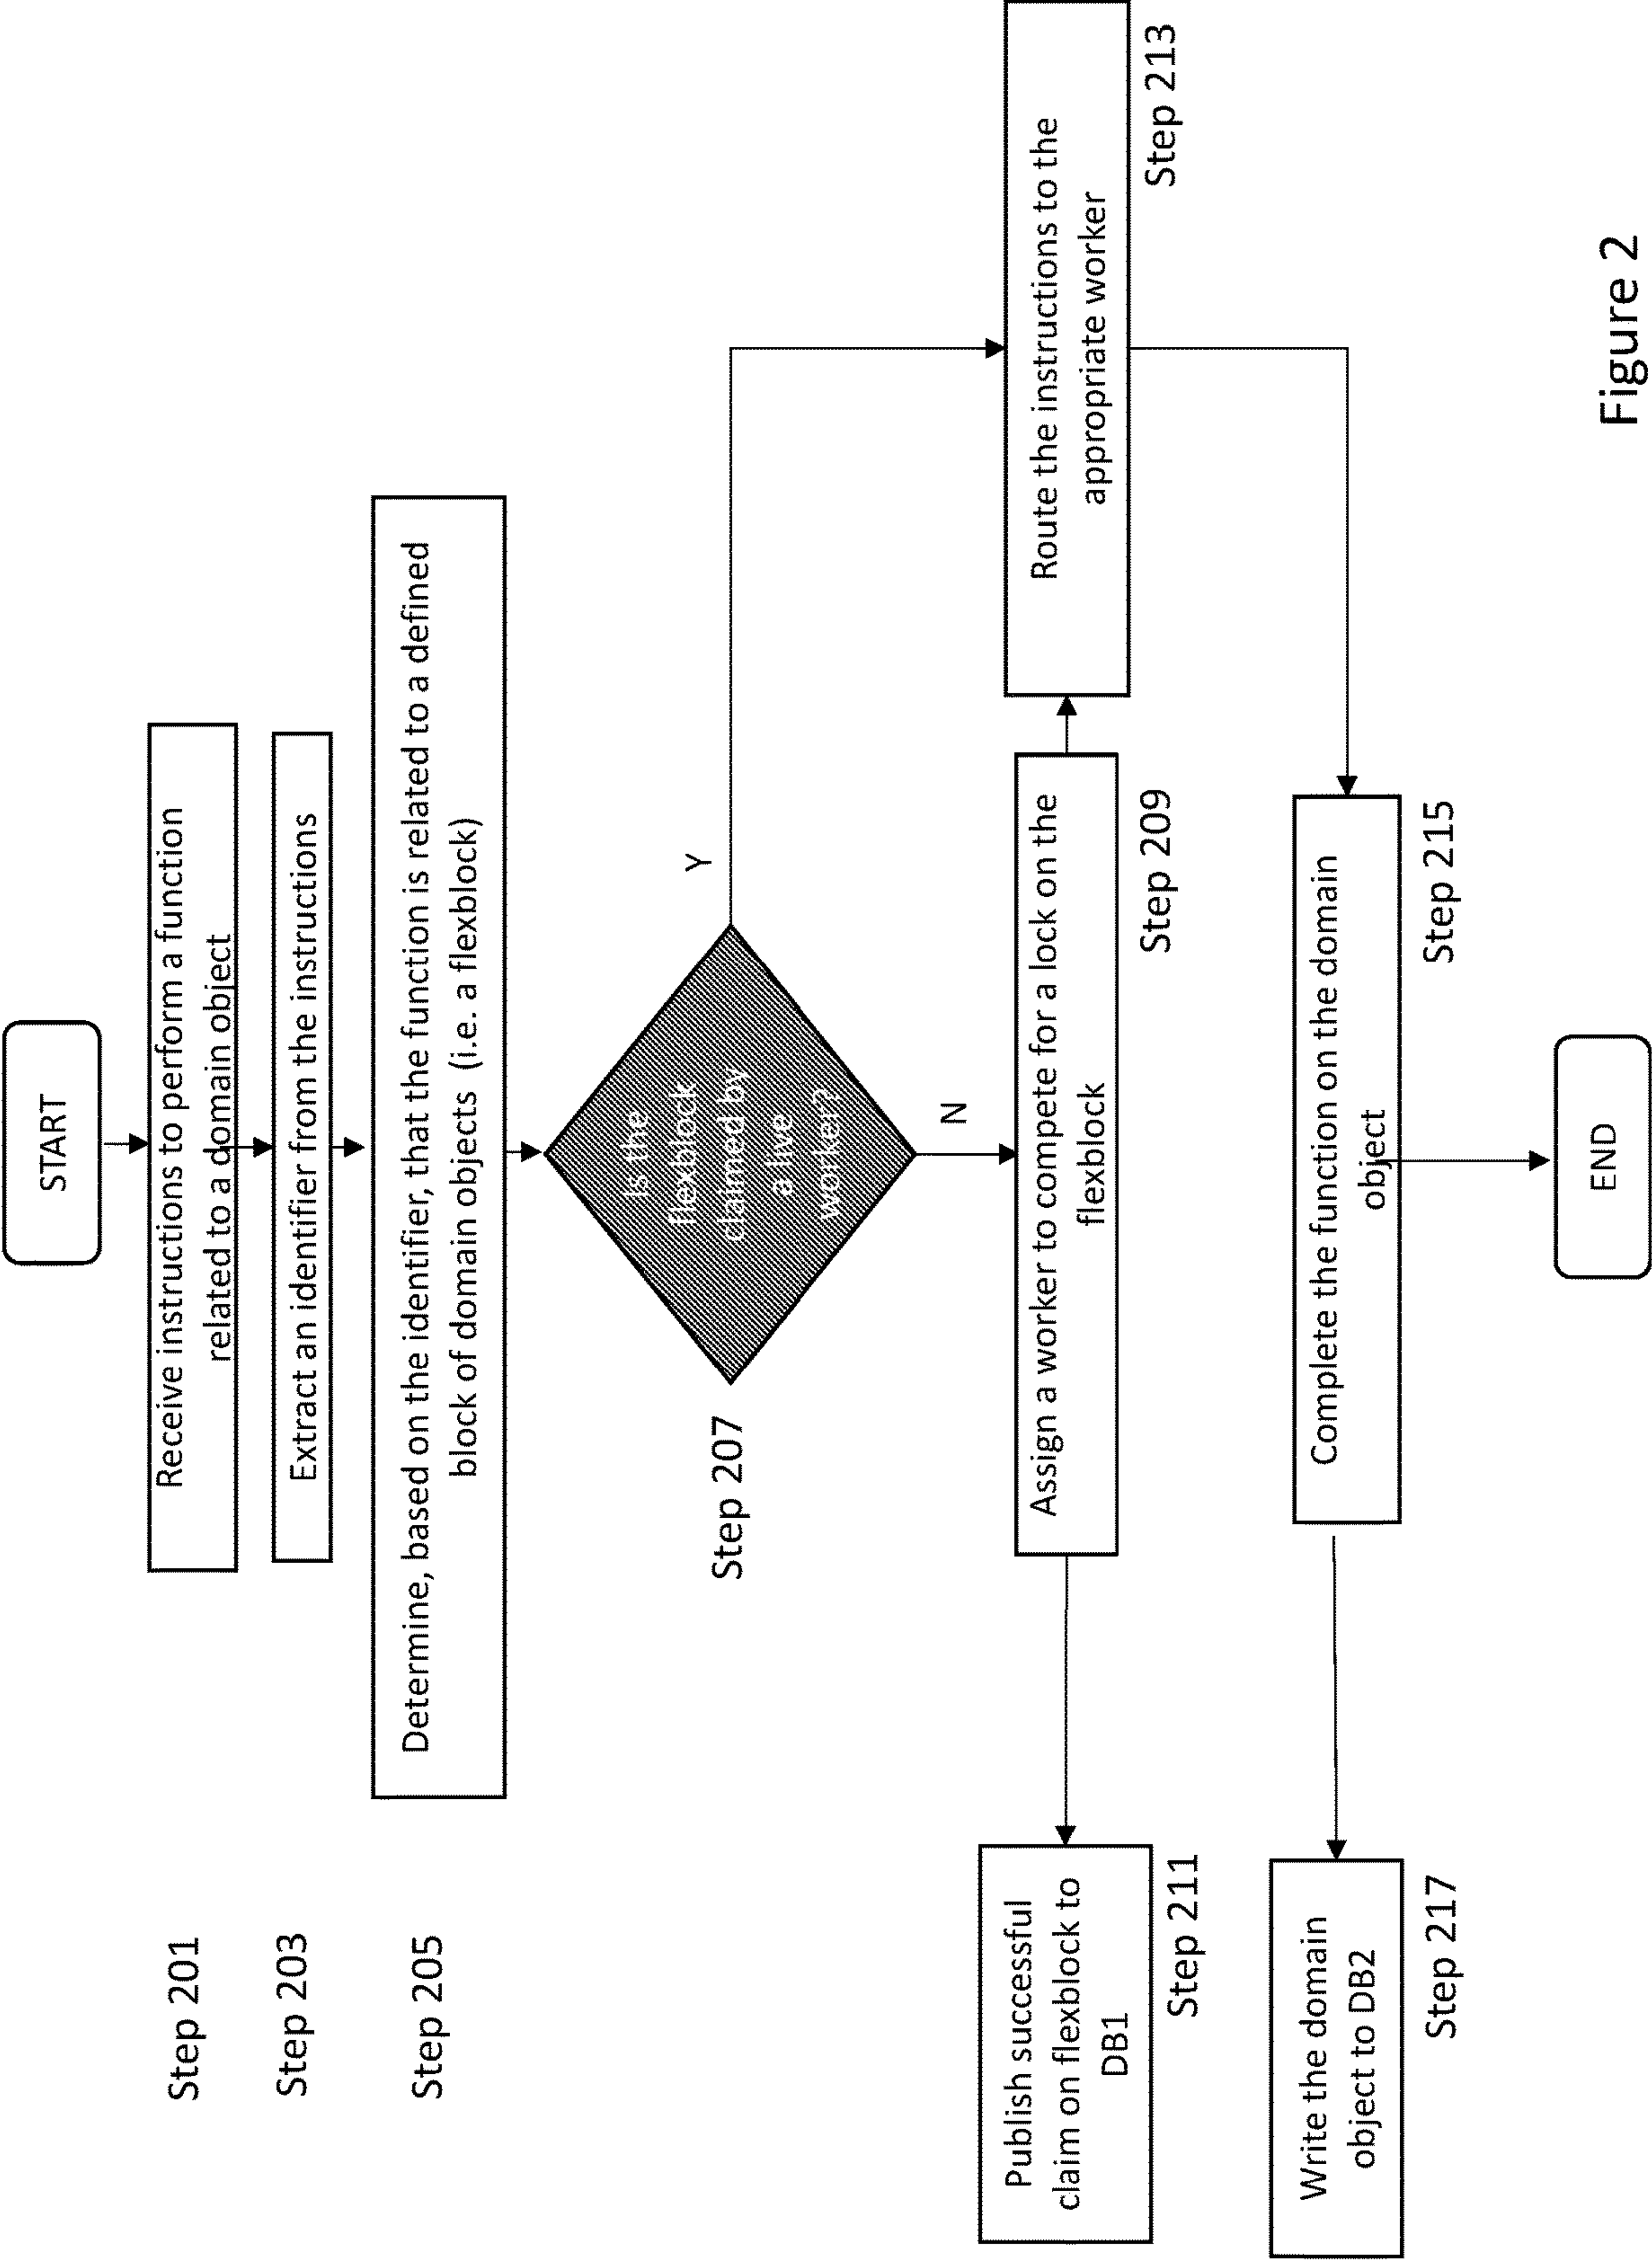 START
Step 201
Receive instructions to perform a function
related to a domain object
Step 203
Extract an identifier from the instructions
Step 205
Determine, based on the identifier, that the function is related to a defined
block of domain objects (i.e. a flexblock)
Step 207
Is the
flexblock
claimed by
a live
worker?
Y
N
Publish successful
claim on flexblock to
DB1
Step 211
Assign a worker to compete for a lock on the
flexblock
Step 209
Route the instructions to the
appropriate worker
Step 213
Write the domain
object to DB2
Step 217
Complete the function on the domain
object
Step 215
END
Figure 2